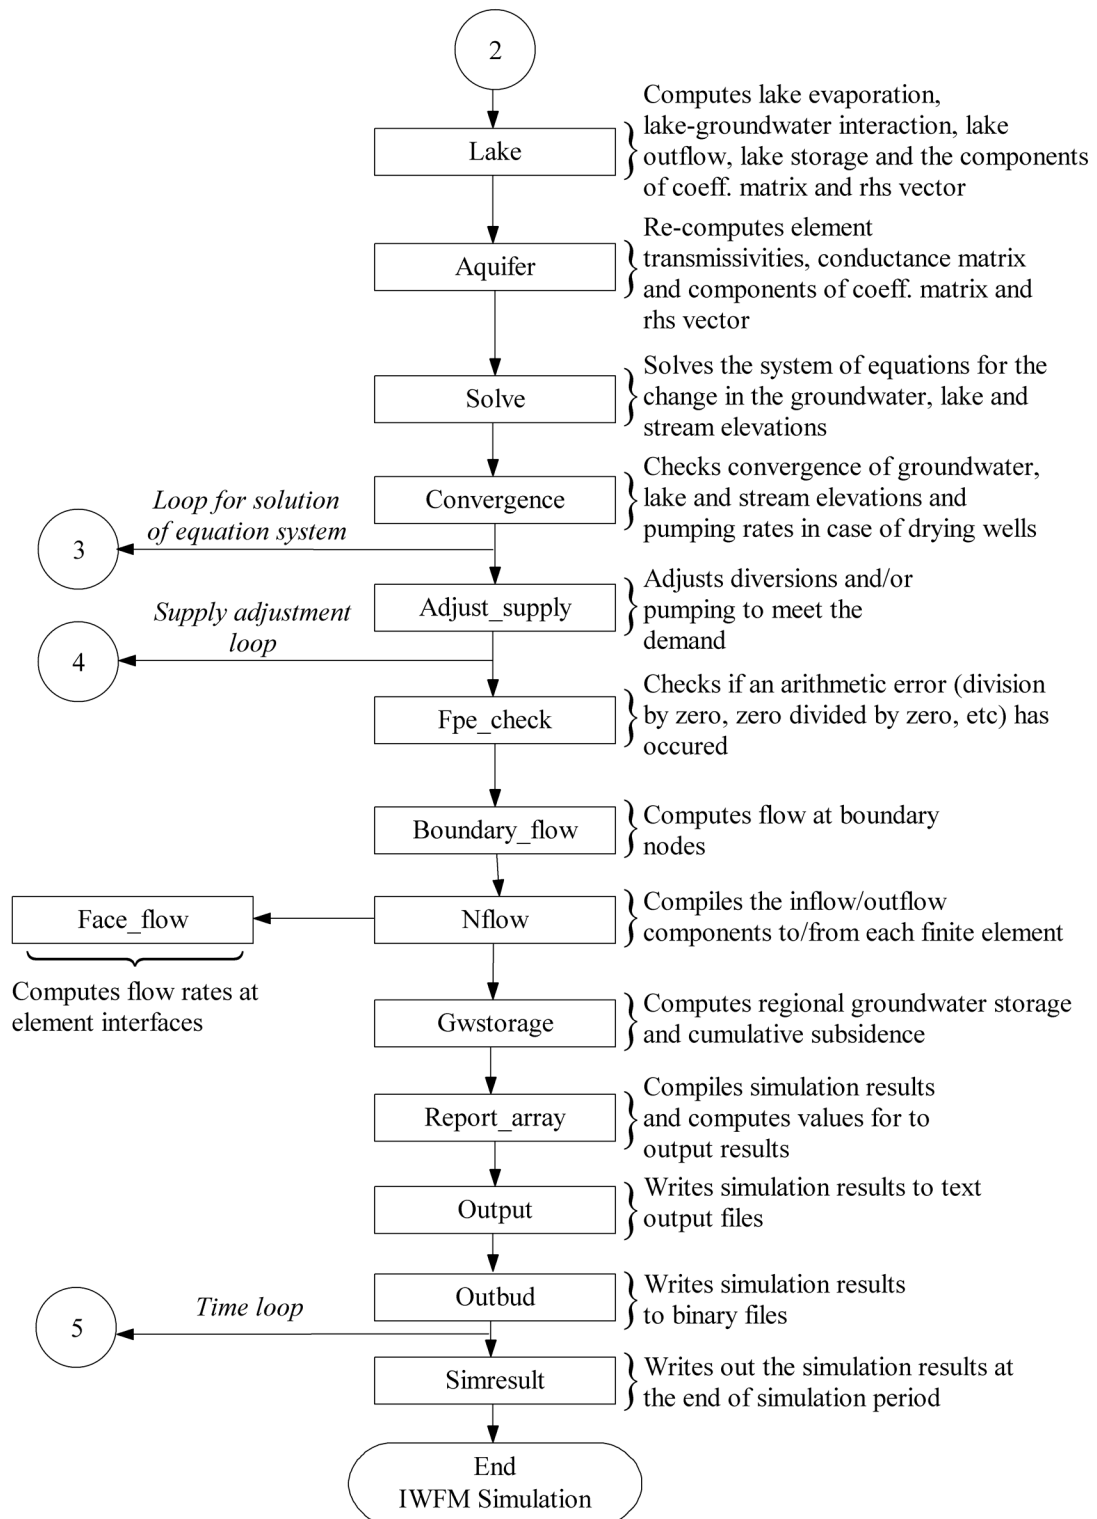 2
Lake
Computes lake evaporation,
lake-groundwater interaction, lake
outflow, lake storage and the components
of coeff. matrix and rhs vector
Aquifer
Re-computes element
transmissivities, conductance matrix
and components of coeff. matrix and
rhs vector
Solve
Solves the system of equations for the
change in the groundwater, lake and
stream elevations
Convergence
Checks convergence of groundwater,
lake and stream elevations and
pumping rates in case of drying wells
Loop for solution
of equation system
3
Adjust_supply
Adjusts diversions and/or
pumping to meet the
demand
Supply adjustment
loop
4
Fpe_check
Checks if an arithmetic error (division
by zero, zero divided by zero, etc) has
occured
Boundary_flow
Computes flow at boundary
nodes
Face_flow
Nflow
Compiles the inflow/outflow
components to/from each finite element
Computes flow rates at
element interfaces
Gwstorage
Computes regional groundwater storage
and cumulative subsidence
Report_array
Compiles simulation results
and computes values for to
output results
Output
Writes simulation results to text
output files
Outbud
Writes simulation results
to binary files
Time loop
5
Simresult
Writes out the simulation results at
the end of simulation period
End
IWFM Simulation